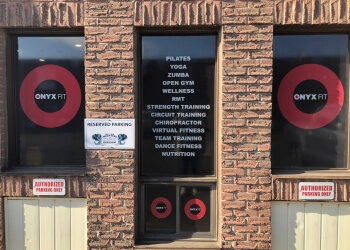 ONYX FIT
PILATES
YOGA
ZUMBA
OPEN GYM
WELLNESS
RMT
STRENGTH TRAINING
CIRCUIT TRAINING
CHIROPRACTOR
VIRTUAL FITNESS
TEAM TRAINING
DANCE FITNESS
NUTRITION
ONYX FIT
RESERVED PARKING
AUTHORIZED
PARKING ONLY
AUTHORIZED
PARKING ONLY